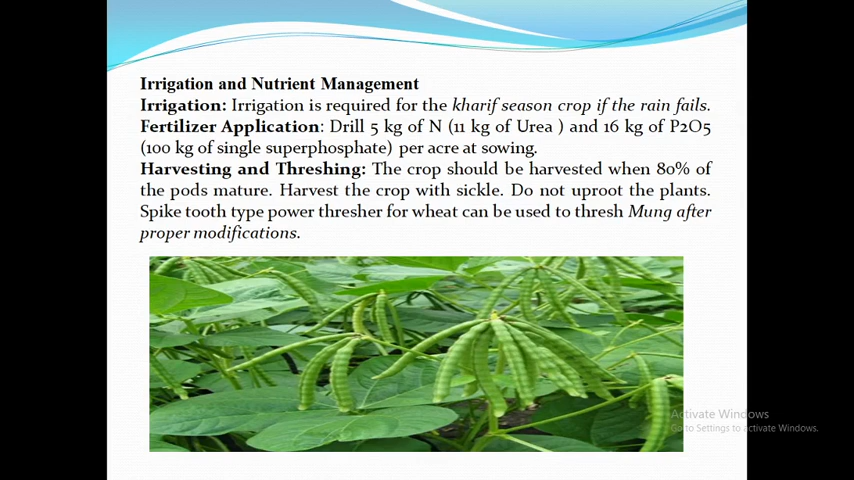 Irrigation and Nutrient Management
Irrigation: Irrigation is required for the kharif season crop if the rain fails.
Fertilizer Application: Drill 5 kg of N (11 kg of Urea ) and 16 kg of P2O5
(100 kg of single superphosphate) per acre at sowing.
Harvesting and Threshing: The crop should be harvested when 80% of
the pods mature. Harvest the crop with sickle. Do not uproot the plants.
Spike tooth type power thresher for wheat can be used to thresh Mung after
proper modifications.
Activate Windows
Go to Settings to activate Windows.